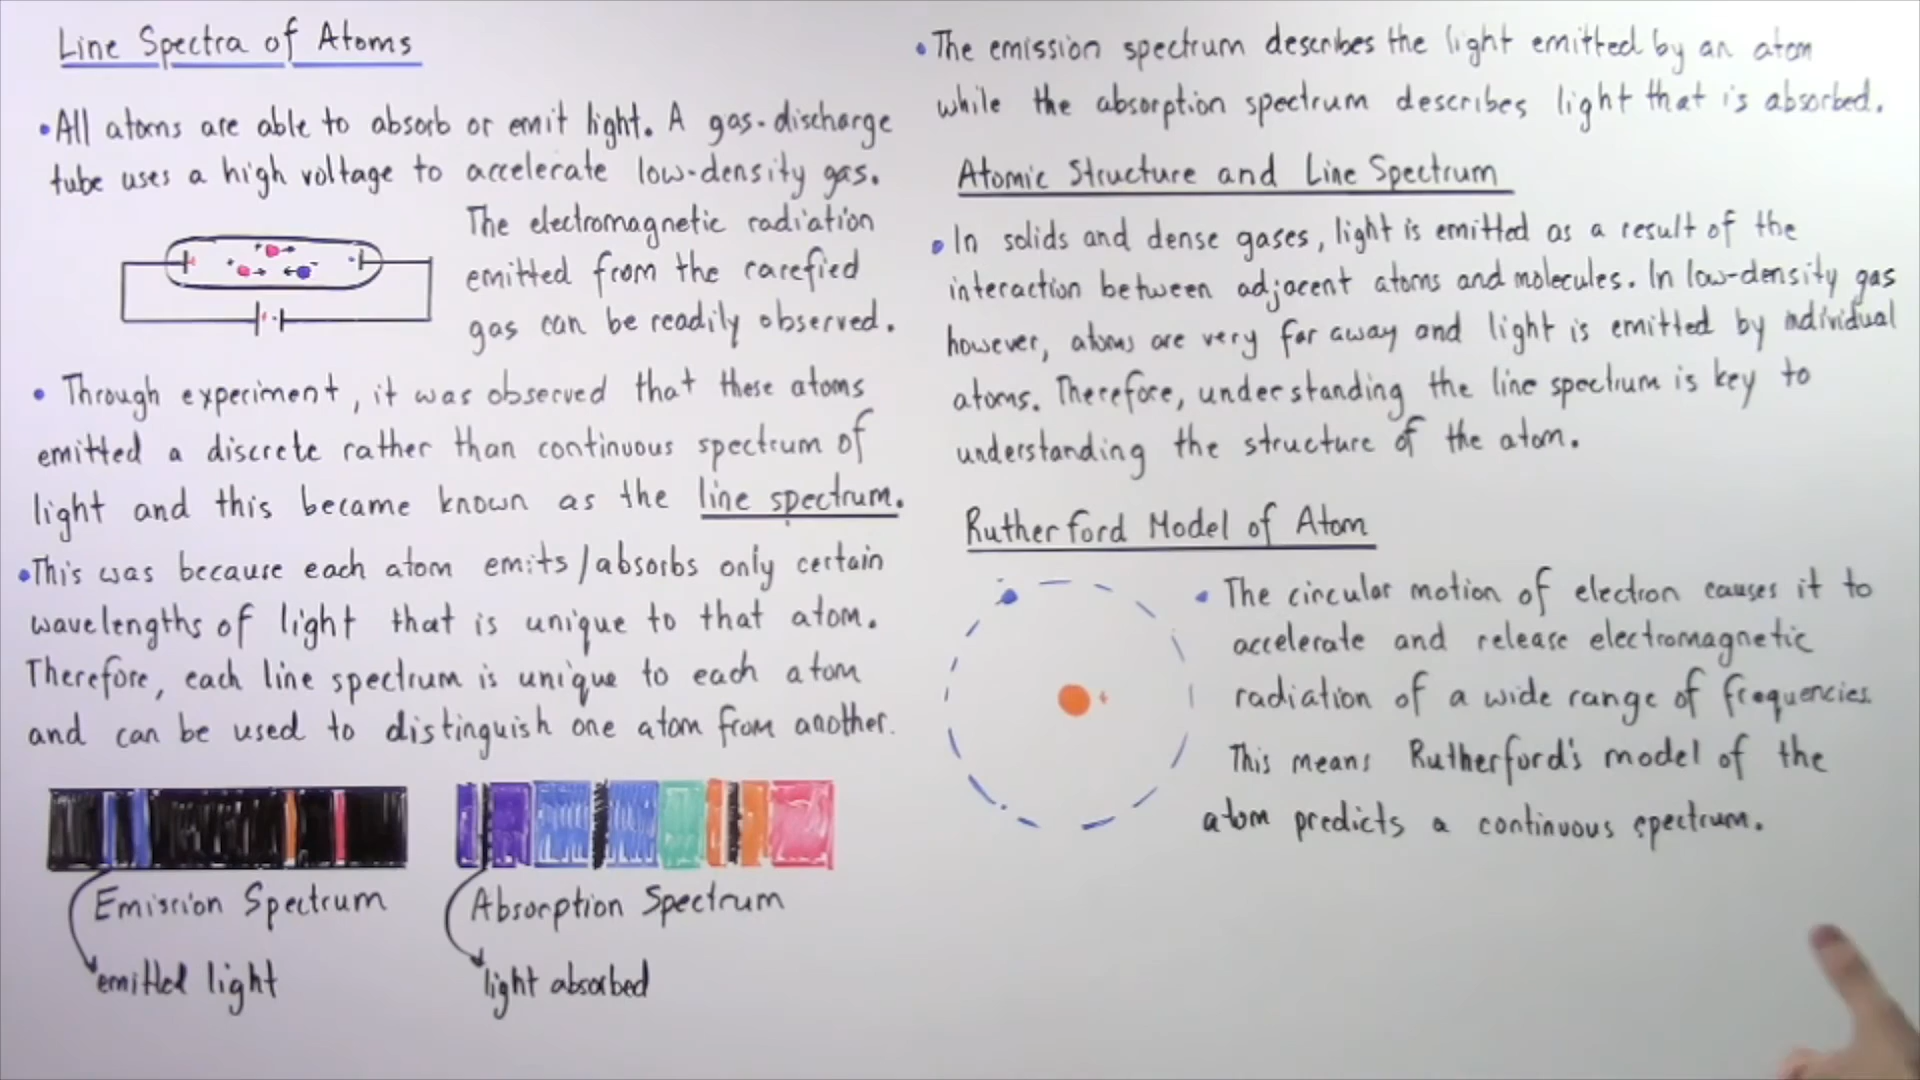 Line Spectra of Atoms
• All atoms are able to absorb or emit light. A gas-discharge
tube uses a high voltage to accelerate low-density gas.
The electromagnetic radiation
emitted from the rarefied
gas can be readily observed.
• Through experiment, it was observed that these atoms
emitted a discrete rather than continuous spectrum of
light and this became known as the line spectrum.
• This was because each atom emits/absorbs only certain
wavelengths of light that is unique to that atom.
Therefore, each line spectrum is unique to each atom
and can be used to distinguish one atom from another.
Emission Spectrum
emitted light
Absorption Spectrum
light absorbed
• The emission spectrum describes the light emitted by an atom
while the absorption spectrum describes light that is absorbed.
Atomic Structure and Line Spectrum
• In solids and dense gases, light is emitted as a result of the
interaction between adjacent atoms and molecules. In low-density gas
however, atoms are very far away and light is emitted by individual
atoms. Therefore, understanding the line spectrum is key to
understanding the structure of the atom.
Rutherford Model of Atom
• The circular motion of electron causes it to
accelerate and release electromagnetic
radiation of a wide range of frequencies.
This means Rutherford's model of the
atom predicts a continuous spectrum.